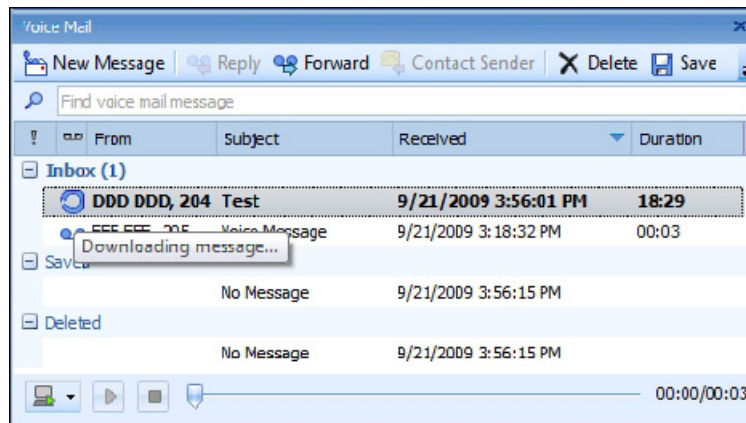 Voice Mail
New Message Reply Forward Contact Sender Delete Save
Find voice mail message
! From Subject Received Duration
Inbox (1)
DDD DDD, 204 Test 9/21/2009 3:56:01 PM 18:29
Voice Message 9/21/2009 3:18:32 PM 00:03
Downloading message...
Saved
No Message 9/21/2009 3:56:15 PM
Deleted
No Message 9/21/2009 3:56:15 PM
00:00/00:03